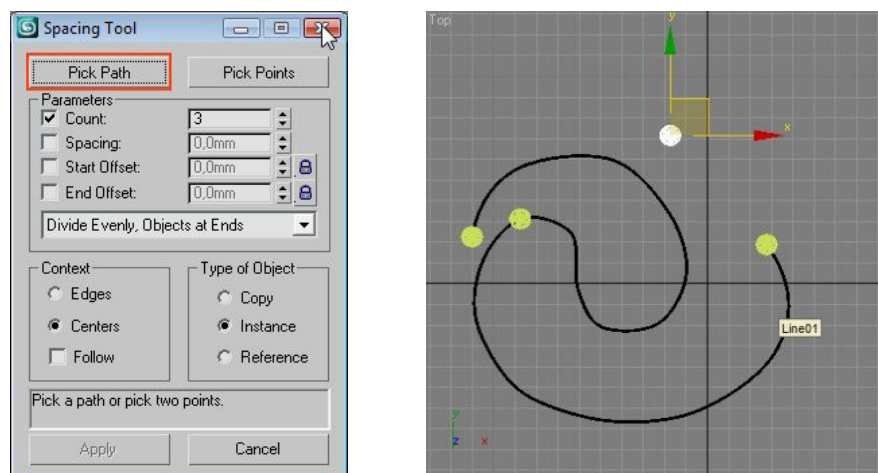 Spacing Tool
Pick Path
Pick Points
Parameters
Count:
3
Spacing:
0,0mm
Start Offset:
0,0mm
End Offset:
0,0mm
Divide Evenly, Objects at Ends
Context
Edges
Centers
Follow
Type of Object
Copy
Instance
Reference
Pick a path or pick two points.
Apply
Cancel
Top
y
x
Line01
y
z
x